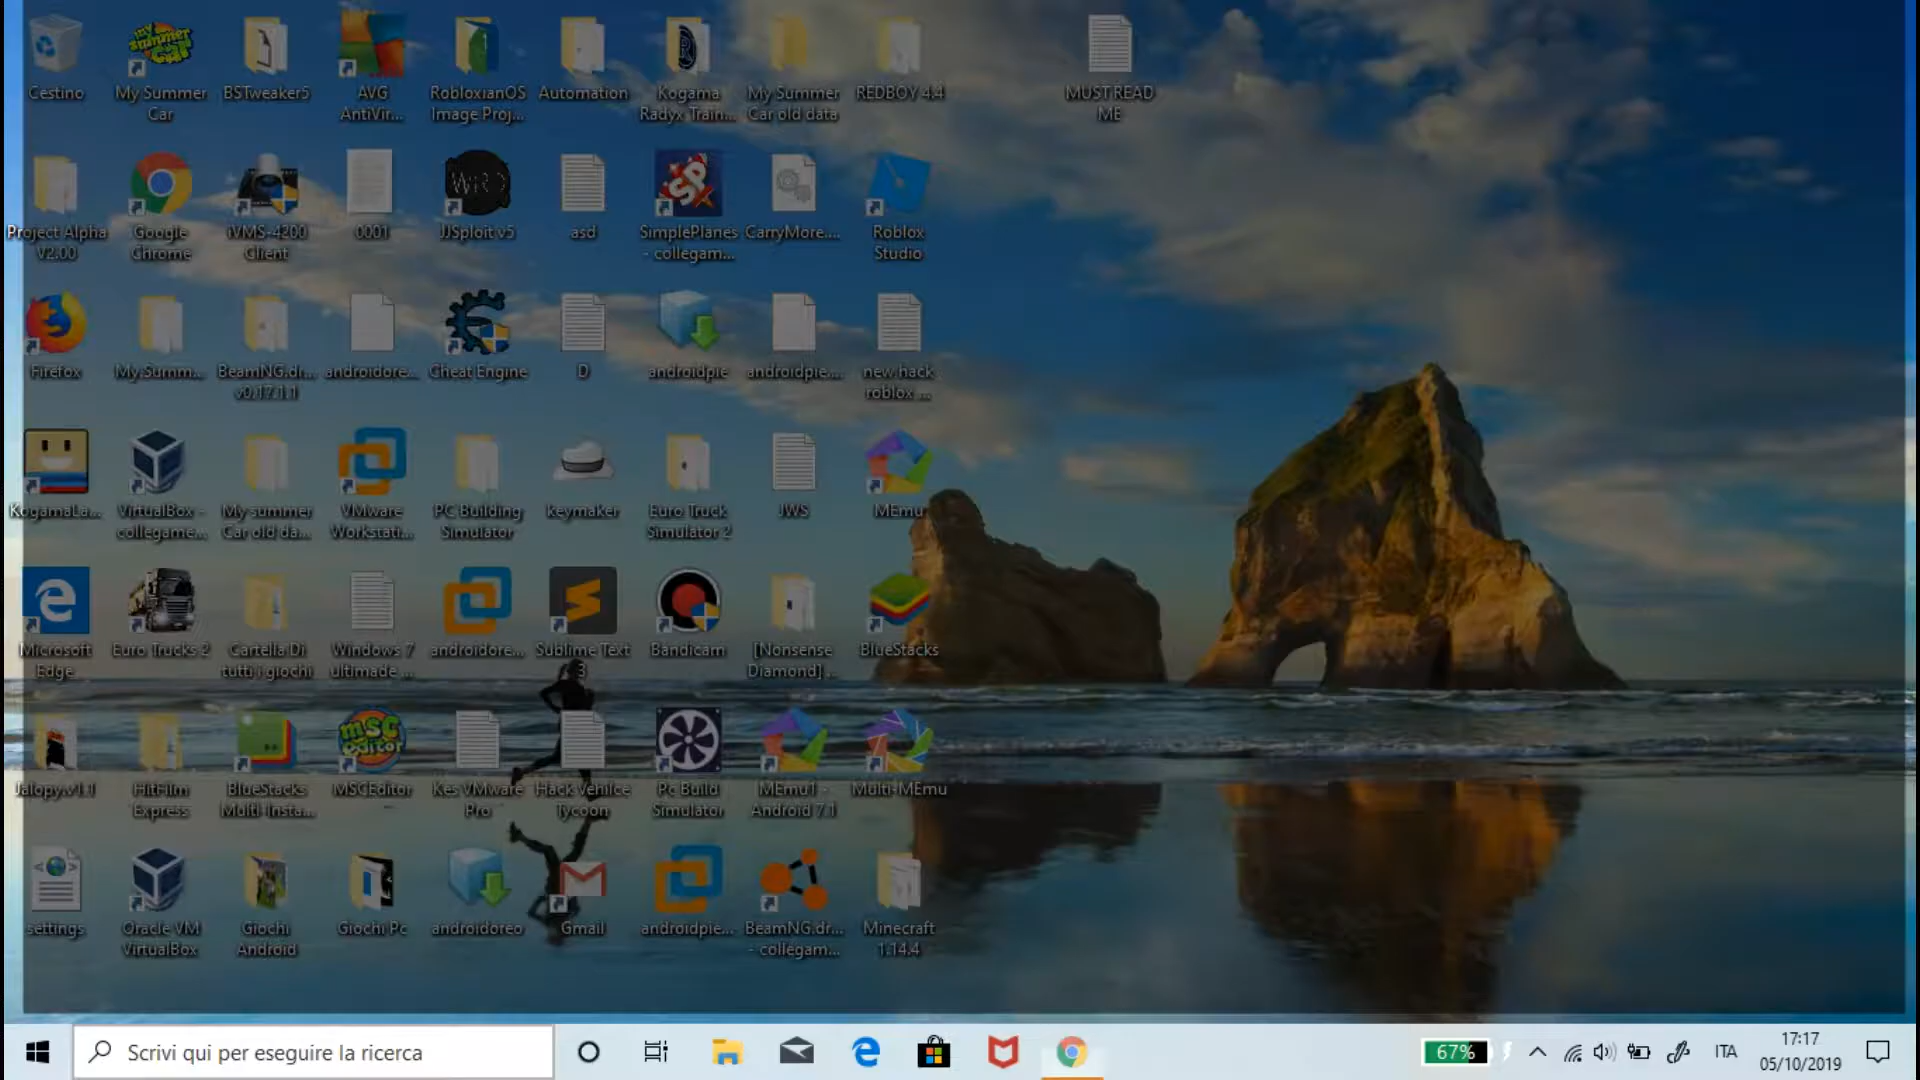 Cestino
My Summer
Car
BSTweaker5
AVG
AntiVir...
RobloxianOS
Image Proj...
Automation
Kogama
Radyx Train...
My Summer
Car old data
REDBOY 4.4
MUST READ
ME
Project Alpha
V2.00
Google
Chrome
iVMS-4200
Client
0001
JJSploit v5
asd
SimplePlanes
- collegam...
CarryMore....
Roblox
Studio
Firefox
My.Summ...
BeamNG.dr...
v0.17.1.1
androidore...
Cheat Engine
D
androidpie
androidpie....
new hack
roblox ...
KogamaLa...
VirtualBox -
collegame...
My summer
Car old da...
VMware
Workstati...
PC Building
Simulator
keymaker
Euro Truck
Simulator 2
JWS
MEmu
Microsoft
Edge
Euro Trucks 2
Cartella Di
tutti i giochi
Windows 7
ultimade ...
androidore...
Sublime Text
3
Bandicam
[Nonsense
Diamond] ...
BlueStacks
Jalopy.v1.1
HitFilm
Express
BlueStacks
Multi-Insta...
MSCEditor
Kes VMware
Pro
Hack Vehilce
Tycoon
Pc Build
Simulator
MEmu1 -
Android 7.1
Multi-MEmu
settings
Oracle VM
VirtualBox
Giochi
Android
Giochi Pc
androidoreo
Gmail
androidpie...
BeamNG.dr...
- collegam...
Minecraft
1.14.4
Scrivi qui per eseguire la ricerca
67%
ITA
17:17
05/10/2019